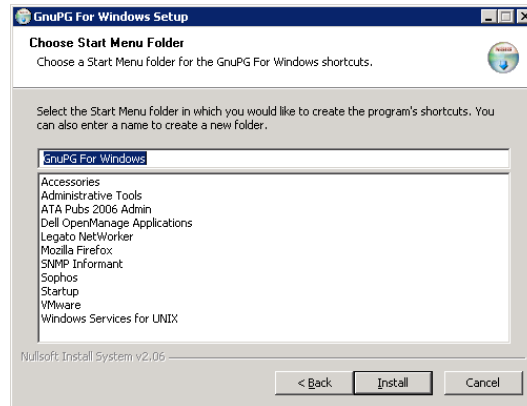 GnuPG For Windows Setup
Choose Start Menu Folder
Choose a Start Menu folder for the GnuPG For Windows shortcuts.
Select the Start Menu folder in which you would like to create the program's shortcuts. You
can also enter a name to create a new folder.
GnuPG For Windows
Accessories
Administrative Tools
ATA Pubs 2006 Admin
Dell OpenManage Applications
Legato NetWorker
Mozilla Firefox
SNMP Informant
Sophos
Startup
VMware
Windows Services for UNIX
Nullsoft Install System v2.06
< Back Install Cancel